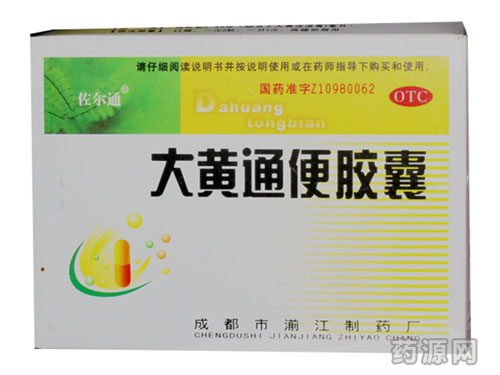 请仔细阅读说明书并按说明使用或在药师指导下购买和使用.
佐尔通®
国药准字Z10980062
OTC
Dahuang
tongbian
大黄通便胶囊
成都市湔江制药厂
CHENGDUSHI JIANJIANG ZHIYAO CHANG
药源网